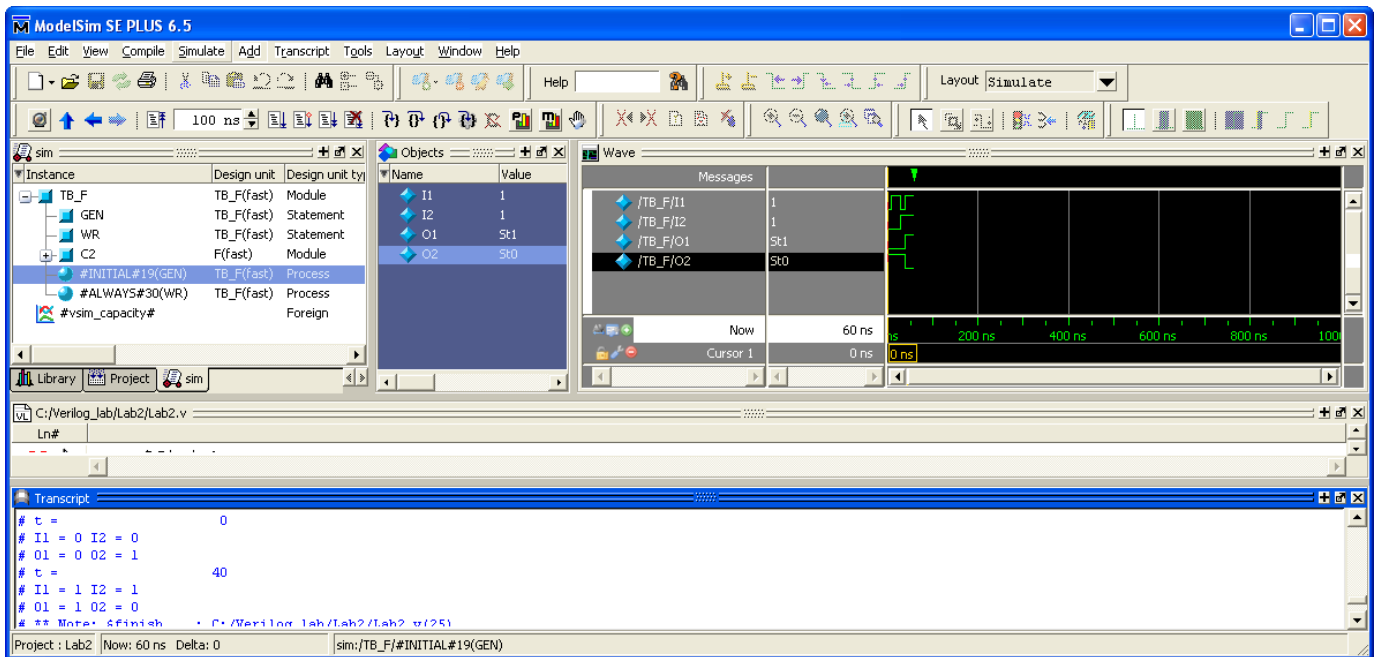 ModelSim SE PLUS 6.5
File Edit View Compile Simulate Add Transcript Tools Layout Window Help
Help Layout Simulate
100 ns
sim Objects Wave
Instance Design unit Design unit typ Name Value Messages
TB_F TB_F(fast) Module
GEN TB_F(fast) Statement
WR TB_F(fast) Statement
C2 F(fast) Module
#INITIAL#19(GEN) TB_F(fast) Process
#ALWAYS#30(WR) TB_F(fast) Process
#vsim_capacity# Foreign
I1 1
I2 1
O1 St1
O2 St0
/TB_F/I1 1
/TB_F/I2 1
/TB_F/O1 St1
/TB_F/O2 St0
Now 60 ns
ns 200 ns 400 ns 600 ns 800 ns 100
Cursor 1 0 ns 0 ns
Library Project sim
C:/Verilog_lab/Lab2/Lab2.v
Ln#
Transcript
# t = 0
# I1 = 0 I2 = 0
# O1 = 0 O2 = 1
# t = 40
# I1 = 1 I2 = 1
# O1 = 1 O2 = 0
# ** Note: $finish : C:/Verilog_lab/Lab2/Lab2.v(25)
Project : Lab2 Now: 60 ns Delta: 0 sim:/TB_F/#INITIAL#19(GEN)